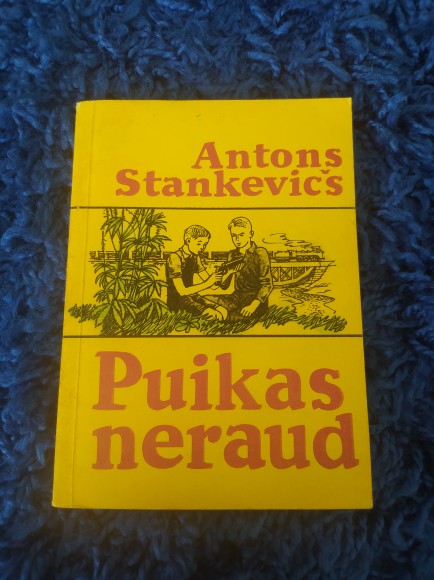 Antons
Stankevičs
Puikas
neraud